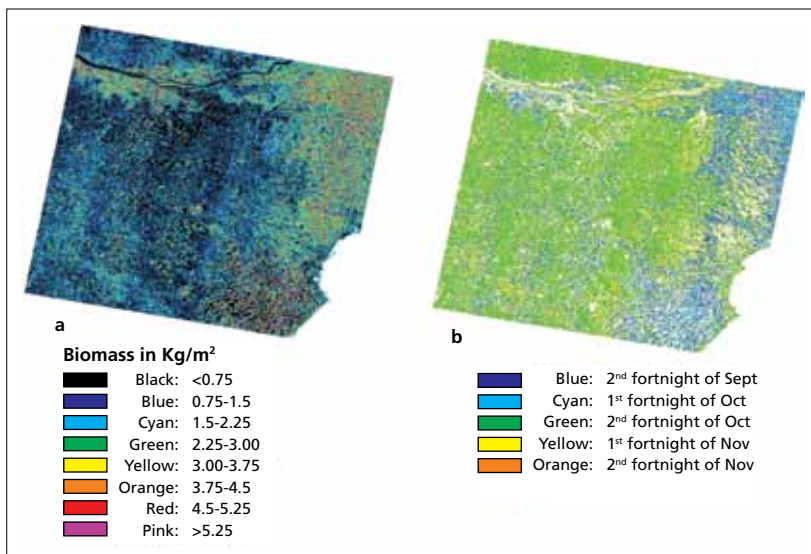 a
Biomass in Kg/m²
Black: <0.75
Blue: 0.75-1.5
Cyan: 1.5-2.25
Green: 2.25-3.00
Yellow: 3.00-3.75
Orange: 3.75-4.5
Red: 4.5-5.25
Pink: >5.25
b
Blue: 2nd fortnight of Sept
Cyan: 1st fortnight of Oct
Green: 2nd fortnight of Oct
Yellow: 1st fortnight of Nov
Orange: 2nd fortnight of Nov